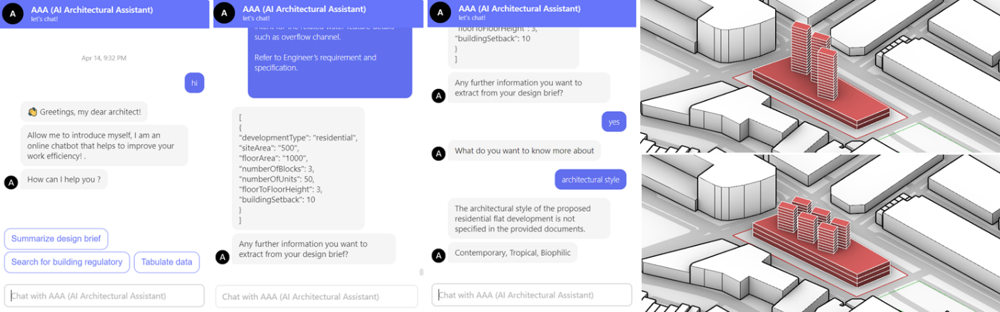 A
AAA (AI Architectural Assistant)
let's chat!
Apr 14, 9:32 PM
hi
👏 Greetings, my dear architect!
Allow me to introduce myself, I am an
online chatbot that helps to improve your
work efficiency! .
A
How can I help you ?
Summarize design brief
Search for building regulatory
Tabulate data
Chat with AAA (AI Architectural Assistant)
A
AAA (AI Architectural Assistant)
let's chat!
intent for the related water feature details
such as overflow channel.
Refer to Engineer's requirement and
specification.
[
{
"developmentType": "residential",
"siteArea": "500",
"floorArea": "1000",
"numberOfBlocks": 3,
"numberOfUnits": 50,
"floorToFloorHeight": 3,
"buildingSetback": 10
}
]
Any further information you want to
extract from your design brief?
A
Chat with AAA (AI Architectural Assistant)
A
AAA (AI Architectural Assistant)
let's chat!
"floorToFloorHeight": 3,
"buildingSetback": 10
}
]
Any further information you want to
extract from your design brief?
A
yes
A
What do you want to know more about
architectural style
The architectural style of the proposed
residential flat development is not
specified in the provided documents.
A
Contemporary, Tropical, Biophilic
Chat with AAA (AI Architectural Assistant)